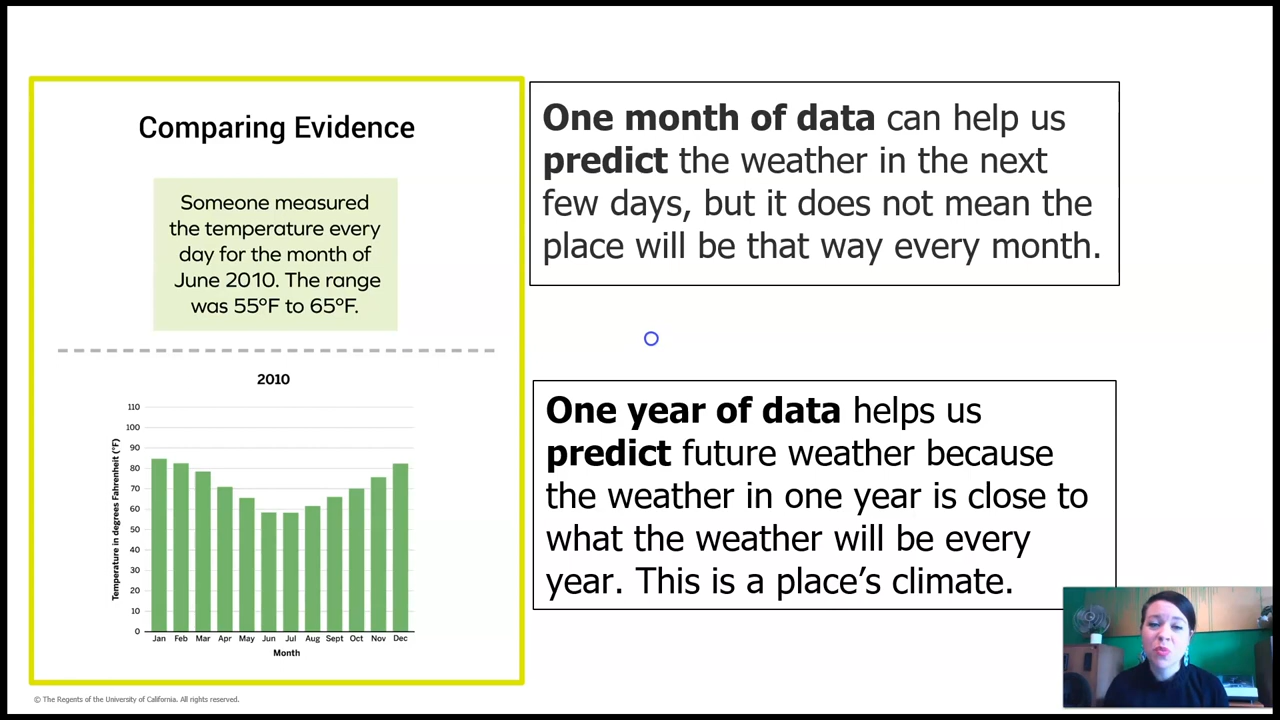 Comparing Evidence
Someone measured
the temperature every
day for the month of
June 2010. The range
was 55°F to 65°F.
2010
110
100
90
80
70
60
50
40
30
20
10
0
Temperature in degrees Fahrenheit (°F)
Jan Feb Mar Apr May Jun Jul Aug Sept Oct Nov Dec
Month
One month of data can help us
predict the weather in the next
few days, but it does not mean the
place will be that way every month.
One year of data helps us
predict future weather because
the weather in one year is close to
what the weather will be every
year. This is a place’s climate.
© The Regents of the University of California. All rights reserved.